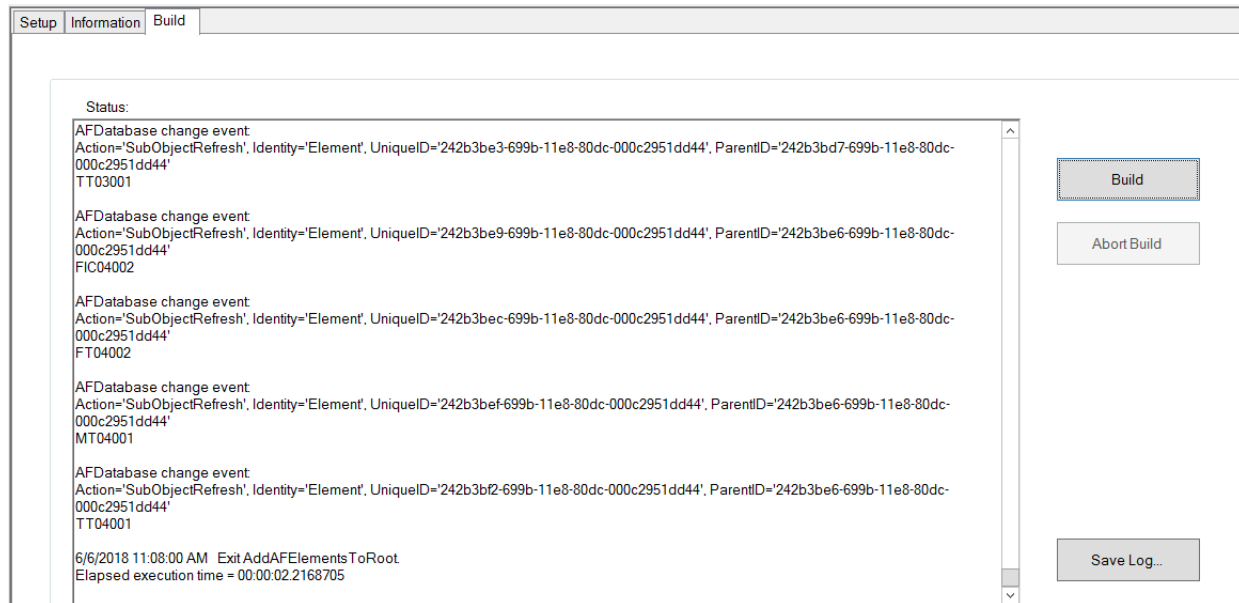 Setup Information Build
Status:
AFDatabase change event:
Action='SubObjectRefresh', Identity='Element', UniqueID='242b3be3-699b-11e8-80dc-000c2951dd44', ParentID='242b3bd7-699b-11e8-80dc-
000c2951dd44'
TT03001
Build
AFDatabase change event:
Action='SubObjectRefresh', Identity='Element', UniqueID='242b3be9-699b-11e8-80dc-000c2951dd44', ParentID='242b3be6-699b-11e8-80dc-
000c2951dd44'
FIC04002
Abort Build
AFDatabase change event:
Action='SubObjectRefresh', Identity='Element', UniqueID='242b3bec-699b-11e8-80dc-000c2951dd44', ParentID='242b3be6-699b-11e8-80dc-
000c2951dd44'
FT04002
AFDatabase change event:
Action='SubObjectRefresh', Identity='Element', UniqueID='242b3bef-699b-11e8-80dc-000c2951dd44', ParentID='242b3be6-699b-11e8-80dc-
000c2951dd44'
MT04001
AFDatabase change event:
Action='SubObjectRefresh', Identity='Element', UniqueID='242b3bf2-699b-11e8-80dc-000c2951dd44', ParentID='242b3be6-699b-11e8-80dc-
000c2951dd44'
TT04001
6/6/2018 11:08:00 AM Exit AddAFElementsToRoot.
Elapsed execution time = 00:00:02.2168705
Save Log...